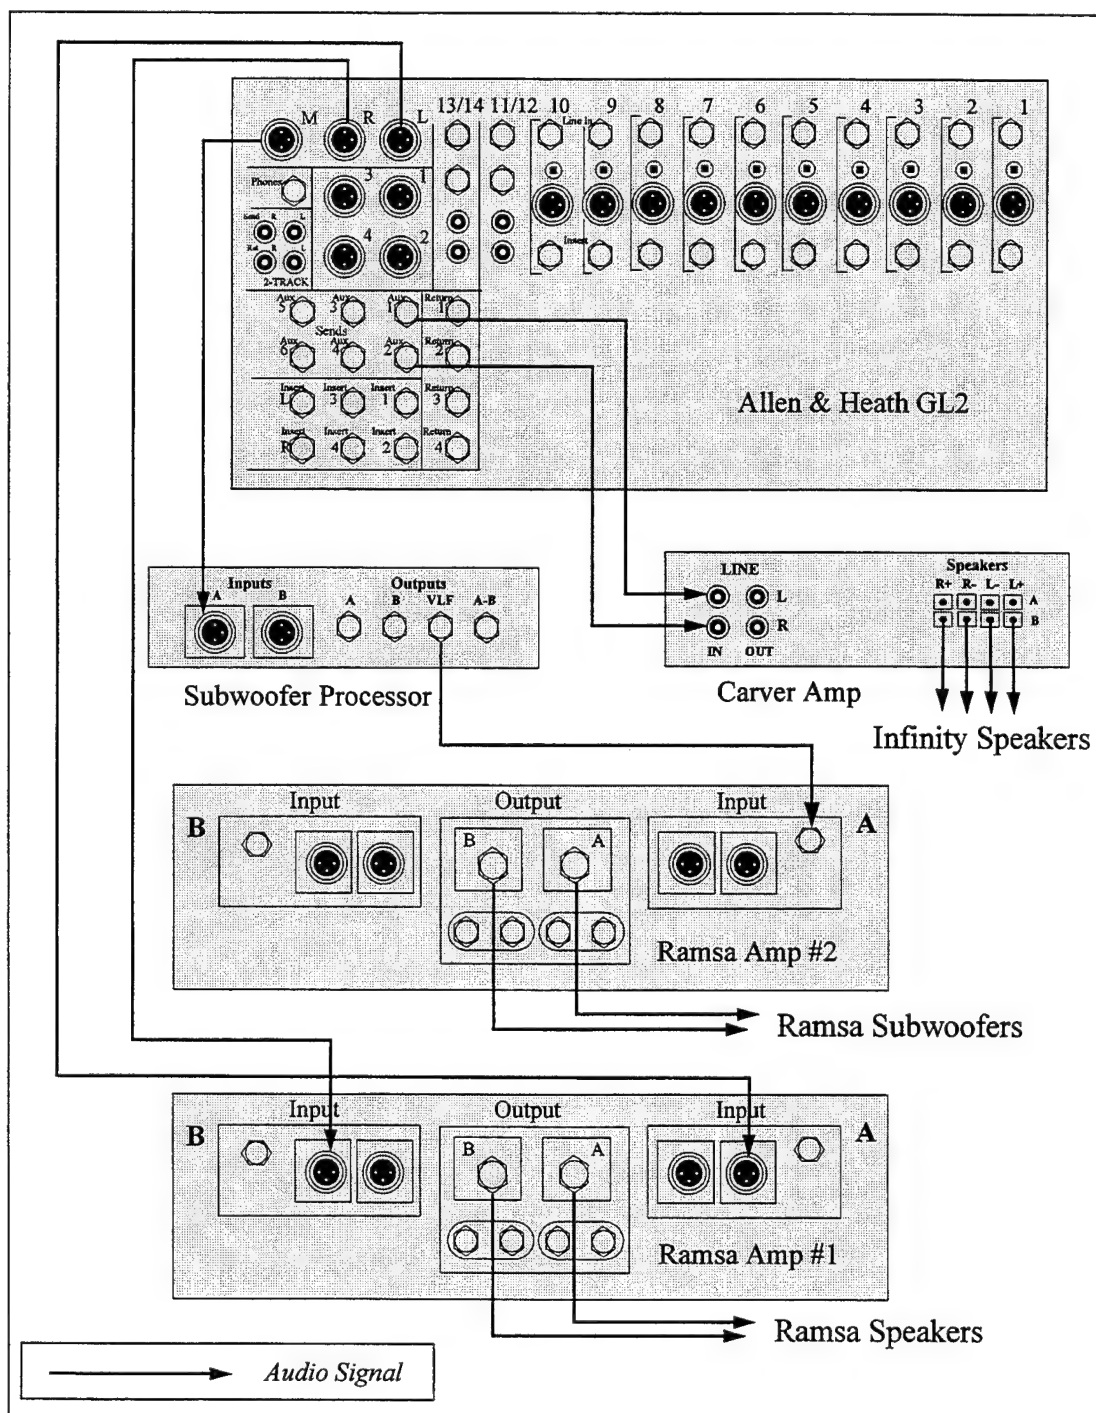 M R L 13/14 11/12 10 9 8 7 6 5 4 3 2 1
Line In
Phones
3 1
Send R L
Ret R L
4 2
2-TRACK
Insert
Aux 5 Aux 3 Aux 1 Return 1
Sends
Aux 6 Aux 4 Aux 2 Return 2
Insert L Insert 3 Insert 1 Return 3
Insert R Insert 4 Insert 2 Return 4
Allen & Heath GL2
Inputs
A B
Outputs
A B VLF A-B
Subwoofer Processor
LINE
L
R
IN OUT
Speakers
R+ R- L- L+
A
B
Carver Amp
Infinity Speakers
B Input Output Input A
B A
Ramsa Amp #2
Ramsa Subwoofers
B Input Output Input A
B A
Ramsa Amp #1
Ramsa Speakers
Audio Signal